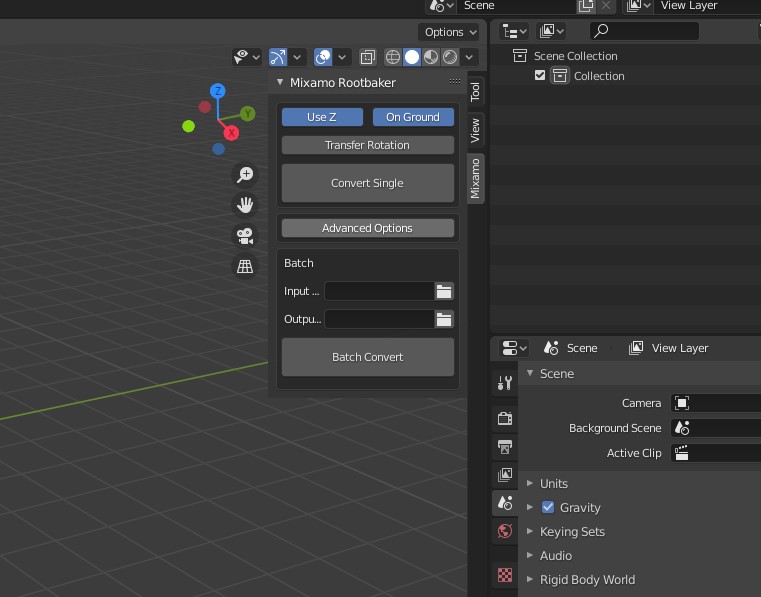 Scene
View Layer
Options
Mixamo Rootbaker
Use Z
On Ground
Transfer Rotation
Convert Single
Advanced Options
Batch
Input ...
Outpu...
Batch Convert
Z
Y
X
Tool
View
Mixamo
Scene Collection
Collection
Scene
View Layer
Scene
Camera
Background Scene
Active Clip
Units
Gravity
Keying Sets
Audio
Rigid Body World